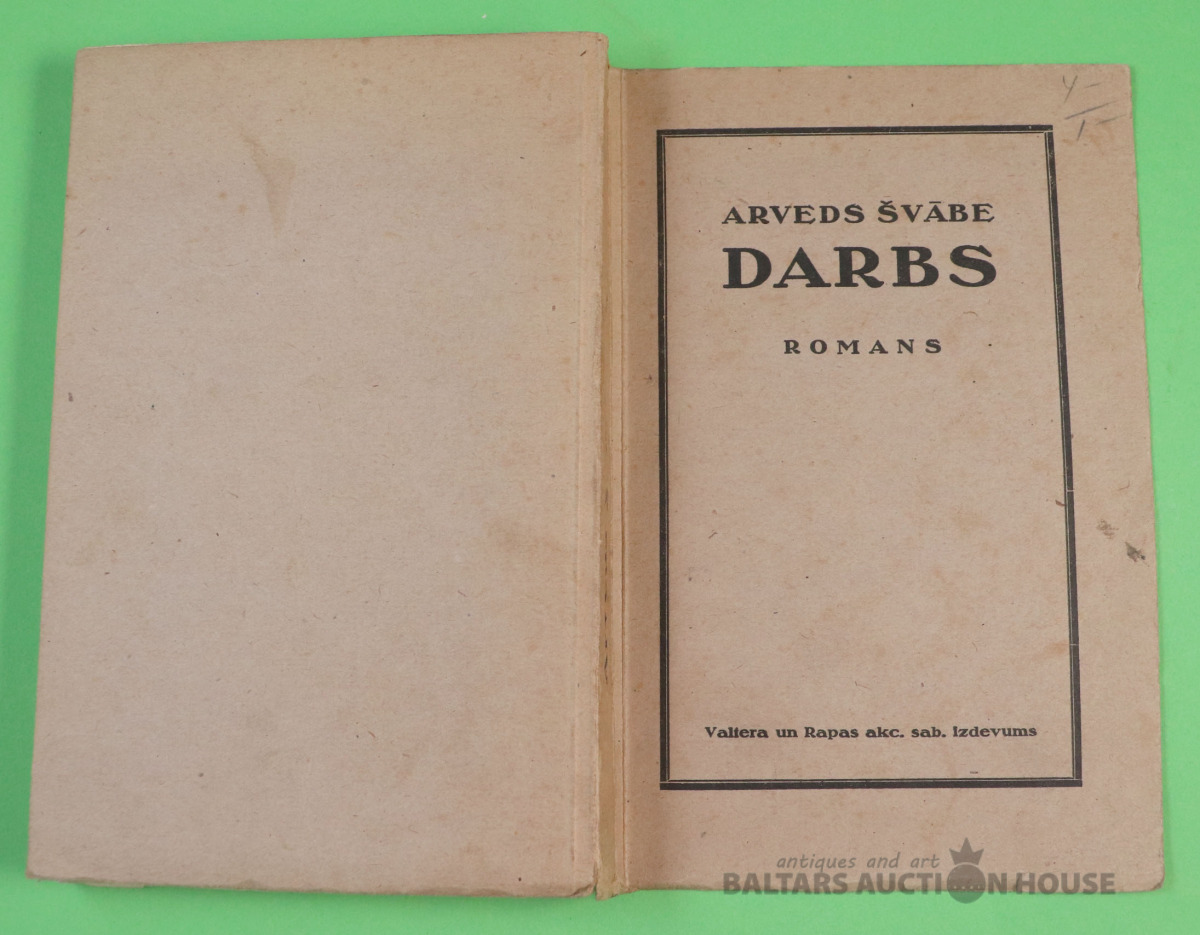 ARVEDS ŠVĀBE
DARBS
ROMANS
Valtera un Rapas akc. sab. Izdevums
antiques and art
BALTARS AUCTION HOUSE